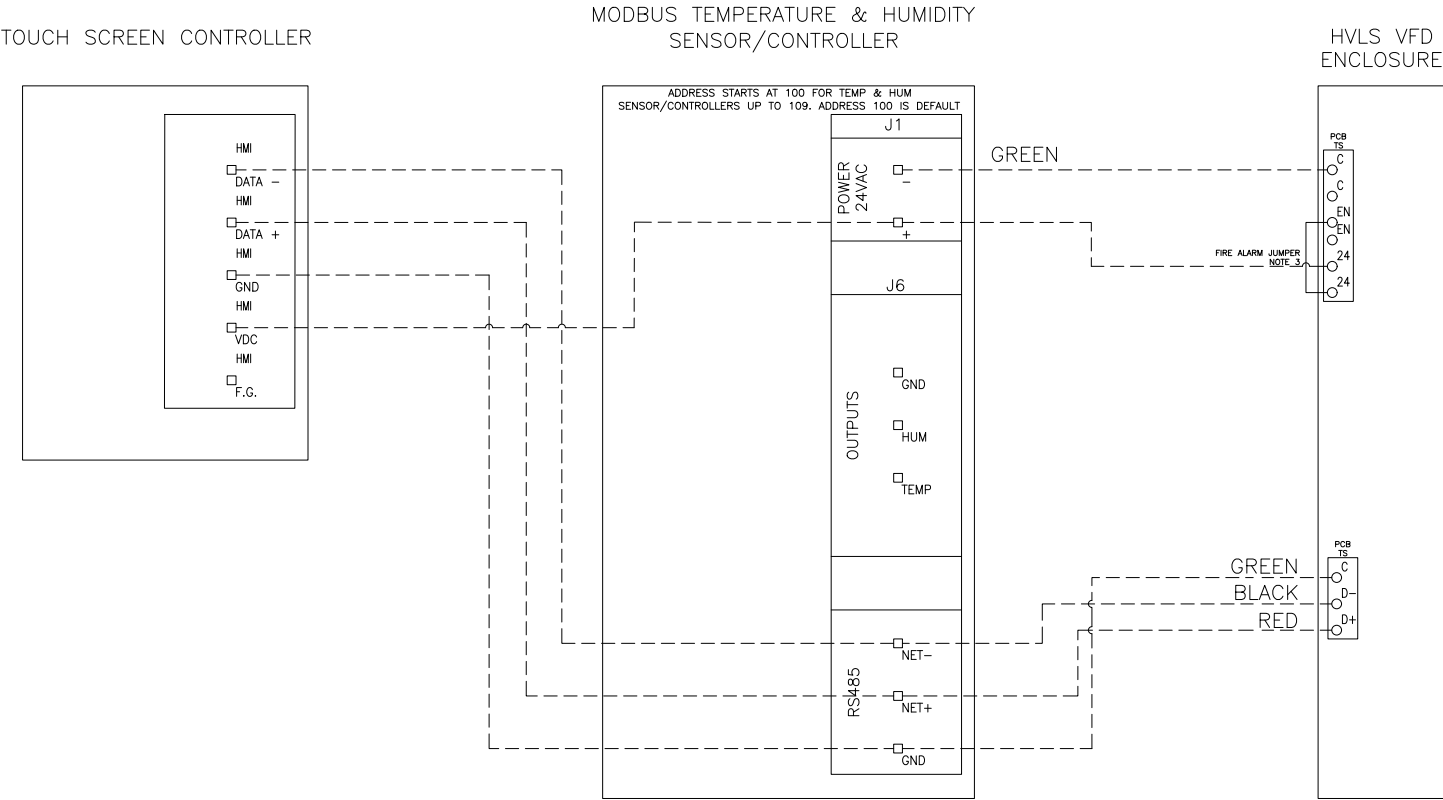 MODBUS TEMPERATURE & HUMIDITY
SENSOR/CONTROLLER
TOUCH SCREEN CONTROLLER
HVLS VFD
ENCLOSURE
ADDRESS STARTS AT 100 FOR TEMP & HUM
SENSOR/CONTROLLERS UP TO 109. ADDRESS 100 IS DEFAULT
HMI
DATA -
HMI
DATA +
HMI
GND
HMI
VDC
HMI
F.G.
J1
POWER
24VAC
-
+
J6
OUTPUTS
GND
HUM
TEMP
RS485
NET-
NET+
GND
GREEN
FIRE ALARM JUMPER
NOTE 3
PCB
TS
C
C
EN
EN
24
24
GREEN
BLACK
RED
PCB
TS
C
D-
D+